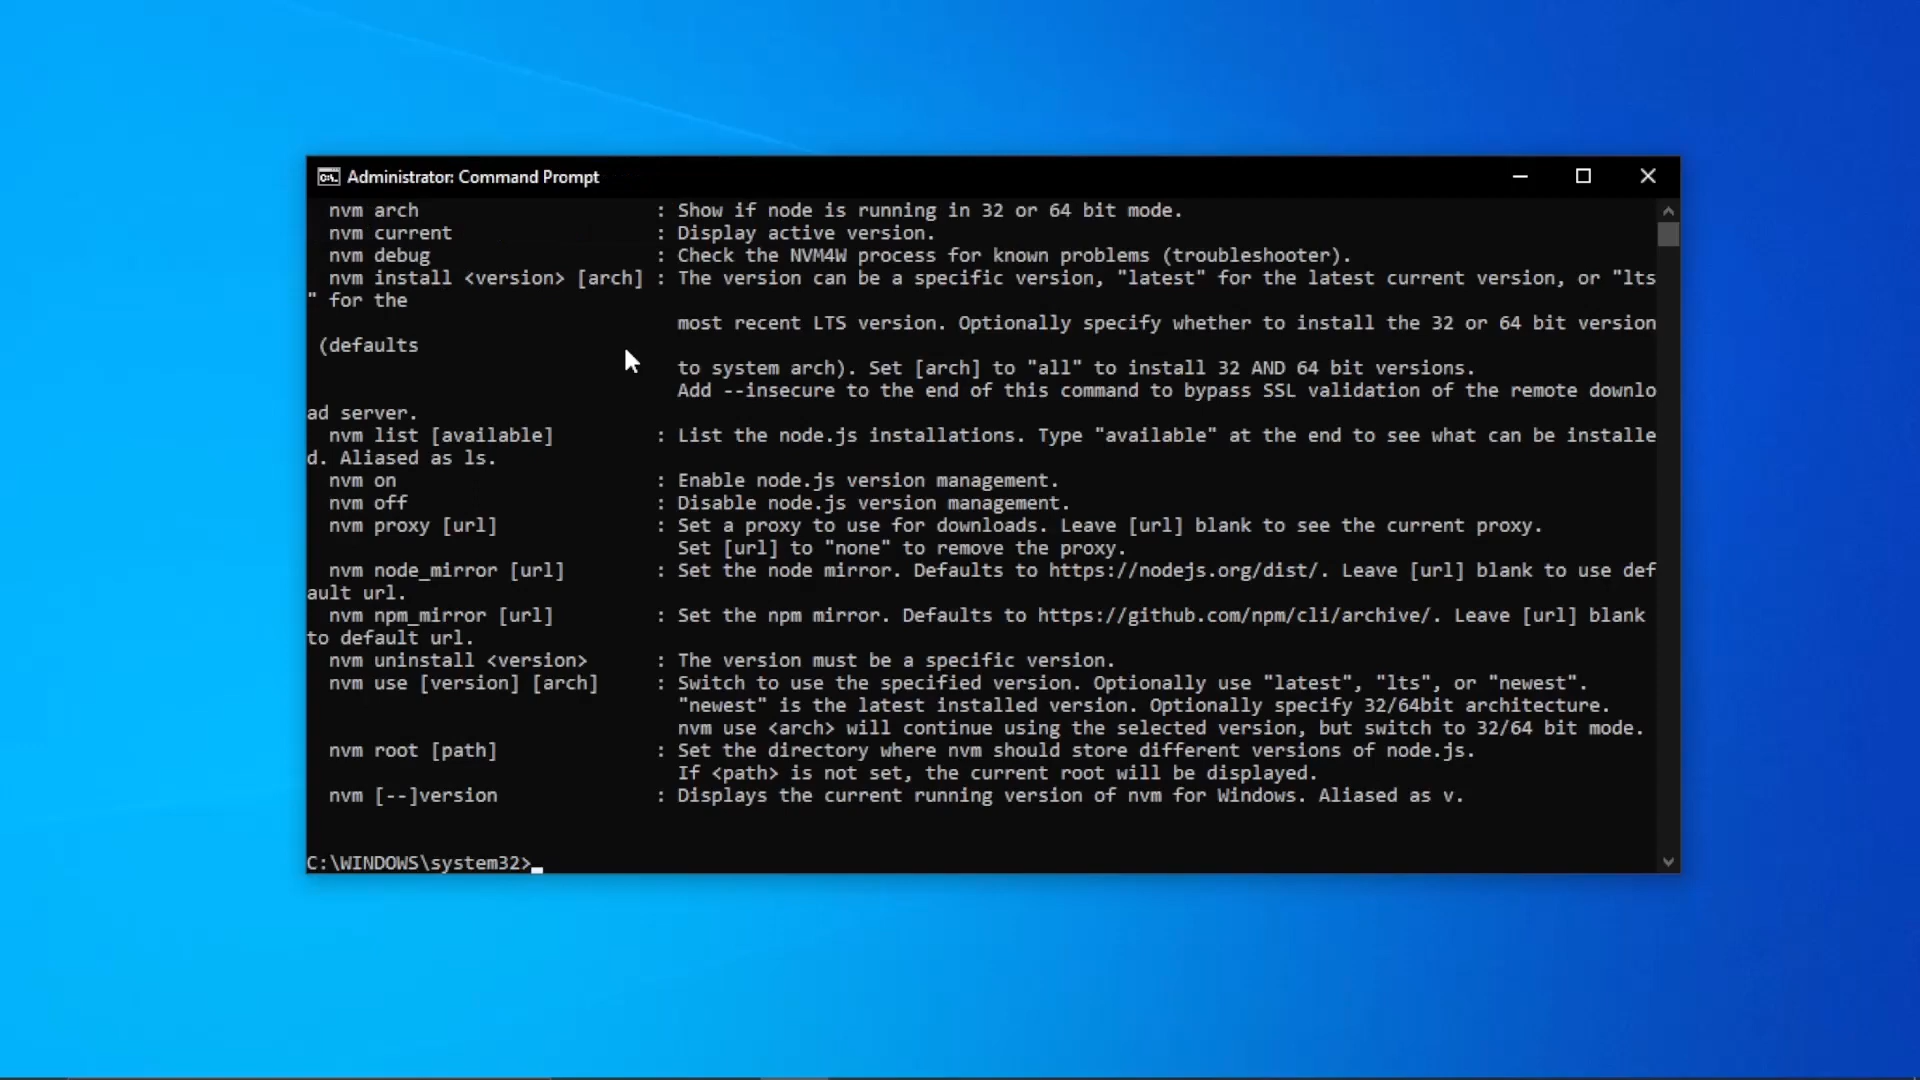 Administrator: Command Prompt
nvm arch : Show if node is running in 32 or 64 bit mode.
nvm current : Display active version.
nvm debug : Check the NVM4W process for known problems (troubleshooter).
nvm install <version> [arch] : The version can be a specific version, "latest" for the latest current version, or "lts
" for the
most recent LTS version. Optionally specify whether to install the 32 or 64 bit version
(defaults
to system arch). Set [arch] to "all" to install 32 AND 64 bit versions.
Add --insecure to the end of this command to bypass SSL validation of the remote downlo
ad server.
nvm list [available] : List the node.js installations. Type "available" at the end to see what can be installe
d. Aliased as ls.
nvm on : Enable node.js version management.
nvm off : Disable node.js version management.
nvm proxy [url] : Set a proxy to use for downloads. Leave [url] blank to see the current proxy.
Set [url] to "none" to remove the proxy.
nvm node_mirror [url] : Set the node mirror. Defaults to https://nodejs.org/dist/. Leave [url] blank to use def
ault url.
nvm npm_mirror [url] : Set the npm mirror. Defaults to https://github.com/npm/cli/archive/. Leave [url] blank
to default url.
nvm uninstall <version> : The version must be a specific version.
nvm use [version] [arch] : Switch to use the specified version. Optionally use "latest", "lts", or "newest".
"newest" is the latest installed version. Optionally specify 32/64bit architecture.
nvm use <arch> will continue using the selected version, but switch to 32/64 bit mode.
nvm root [path] : Set the directory where nvm should store different versions of node.js.
If <path> is not set, the current root will be displayed.
nvm [--]version : Displays the current running version of nvm for Windows. Aliased as v.
C:\WINDOWS\system32>